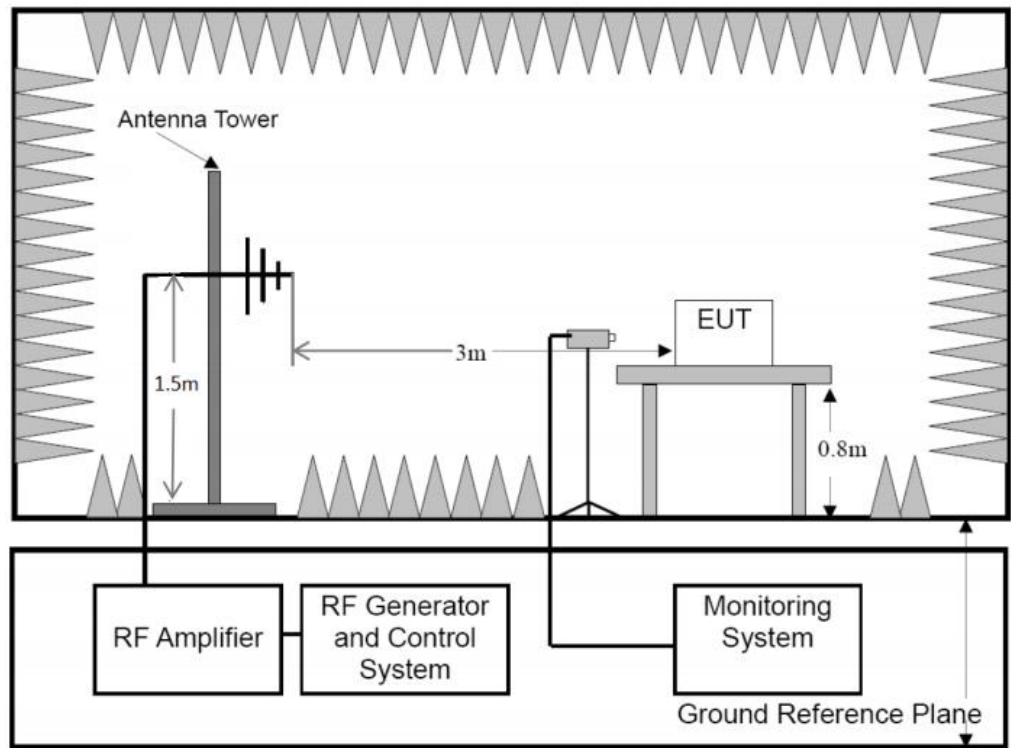 Antenna Tower
EUT
3m
1.5m
0.8m
RF Amplifier
RF Generator
and Control
System
Monitoring
System
Ground Reference Plane